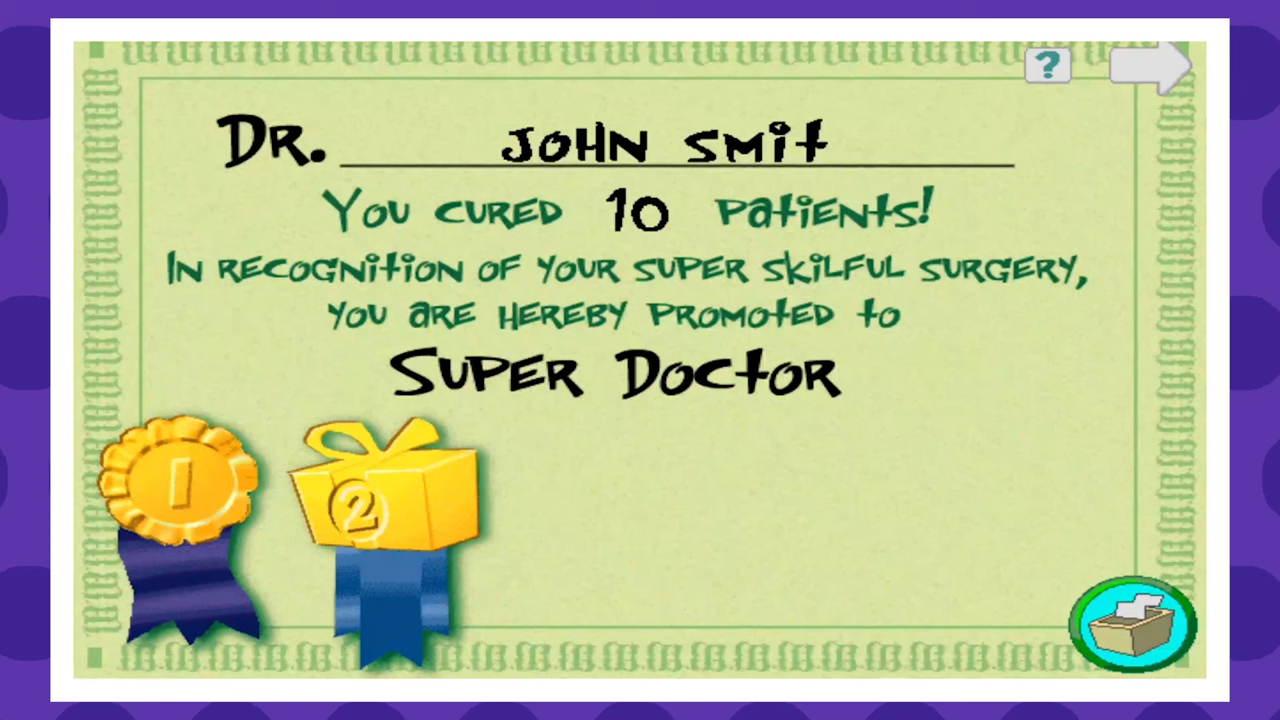 ?
Dr. John Smit
You cured 10 patients!
In recognition of your super skilful surgery,
you are hereby promoted to
Super Doctor
1
2